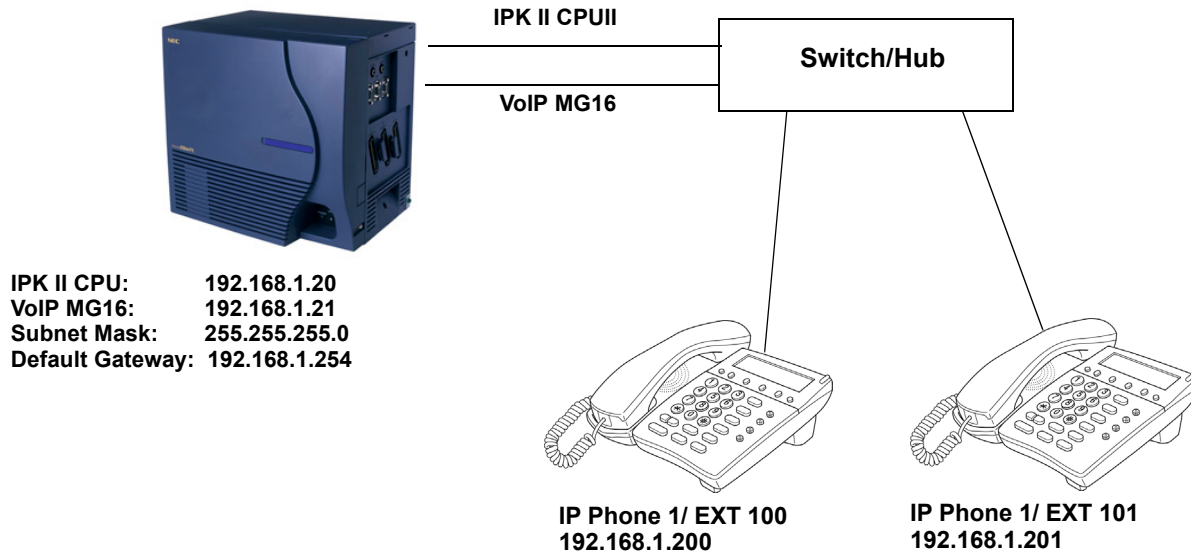 IPK II CPUII
NEC
Switch/Hub
VoIP MG16
IPK II CPU: 192.168.1.20
VoIP MG16: 192.168.1.21
Subnet Mask: 255.255.255.0
Default Gateway: 192.168.1.254
IP Phone 1/ EXT 100
192.168.1.200
IP Phone 1/ EXT 101
192.168.1.201